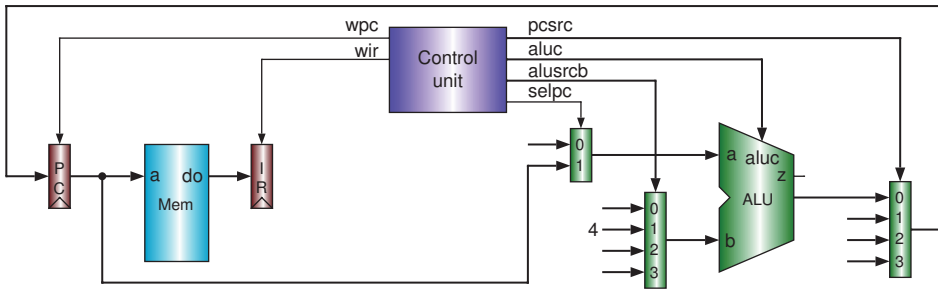 wpc
wir
Control
unit
pcsrc
aluc
alusrcb
selpc
P
C
a do
Mem
I
R
0
1
a aluc
z
ALU
b
0
1
2
3
4
0
1
2
3